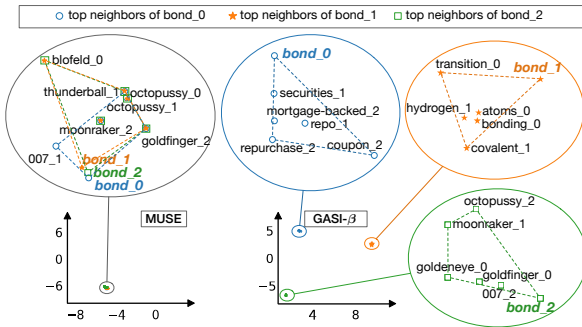 top neighbors of bond_0 top neighbors of bond_1 top neighbors of bond_2
blofeld_0
thunderball_1
octopussy_0
octopussy_1
moonraker_2
goldfinger_2
007_1
bond_1
bond_2
bond_0
bond_0
securities_1
mortgage-backed_2
repo_1
repurchase_2
coupon_2
transition_0
bond_1
hydrogen_1
atoms_0
bonding_0
covalent_1
octopussy_2
moonraker_1
goldeneye_0
goldfinger_0
007_2
bond_2
MUSE
6
0
−6
−8 −4 0
GASI-β
5
0
−5
4 8